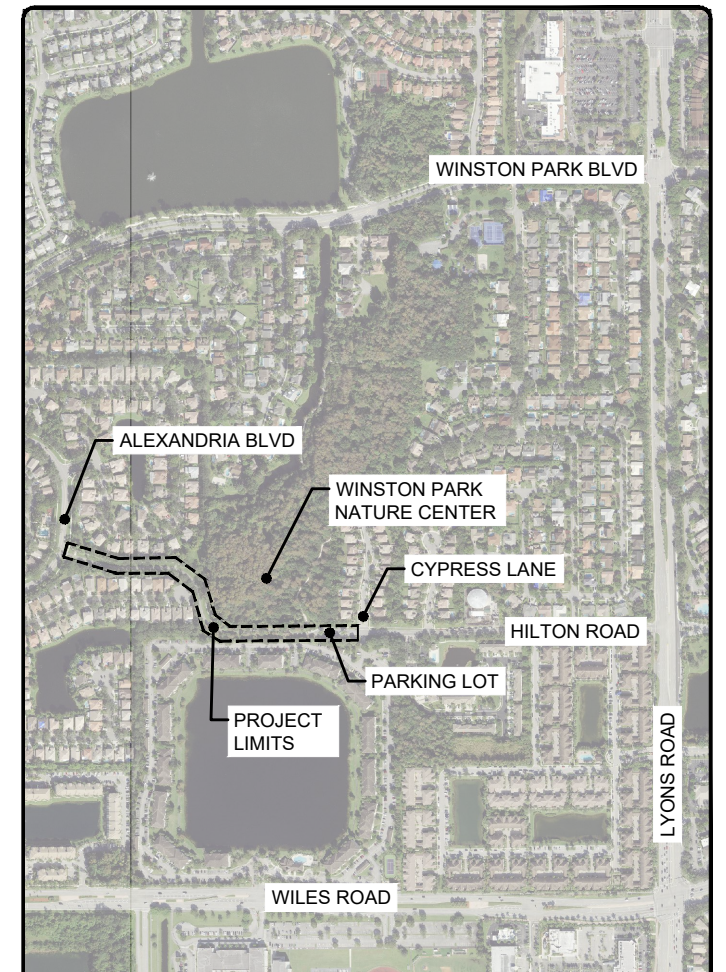 WINSTON PARK BLVD
ALEXANDRIA BLVD
WINSTON PARK
NATURE CENTER
CYPRESS LANE
HILTON ROAD
PARKING LOT
PROJECT
LIMITS
LYONS ROAD
WILES ROAD